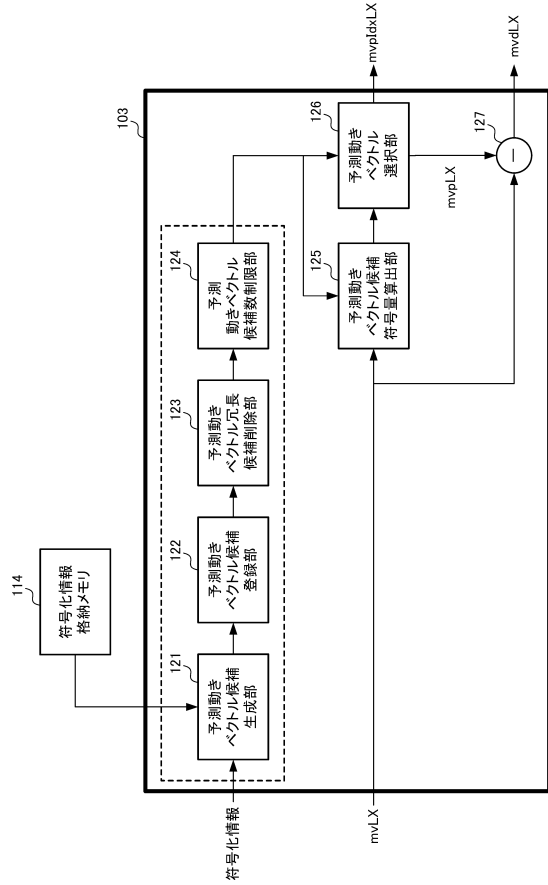 103
114
符号化情報
格納メモリ
符号化情報
121
予測動き
ベクトル候補
生成部
122
予測動き
ベクトル候補
登録部
123
予測動き
ベクトル冗長
候補削除部
124
予測
動きベクトル
候補数制限部
125
予測動き
ベクトル候補
符号量算出部
126
予測動き
ベクトル
選択部
mvpIdxLX
mvLX
mvpLX
127
−
mvdLX